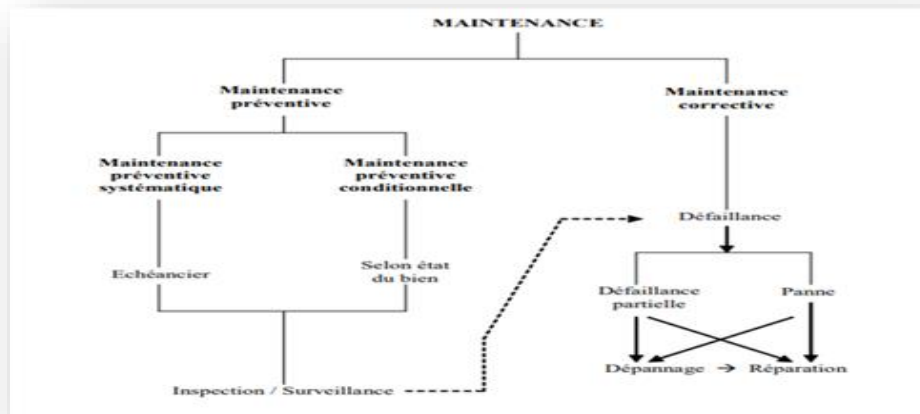 MAINTENANCE
Maintenance
préventive
Maintenance
corrective
Maintenance
préventive
systématique
Maintenance
préventive
conditionnelle
Défaillance
Echéancier
Selon état
du bien
Défaillance
partielle
Panne
Dépannage → Réparation
Inspection / Surveillance